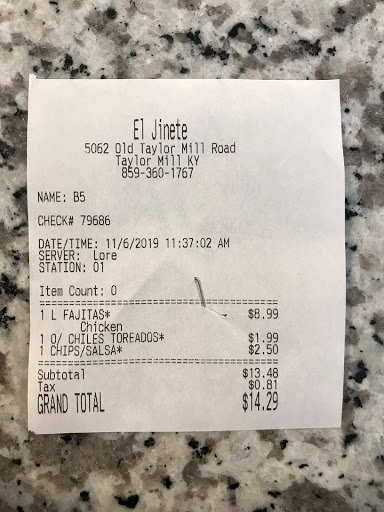 El Jinete
5062 Old Taylor Mill Road
Taylor Mill KY
859-360-1767
NAME: B5
CHECK# 79686
DATE/TIME: 11/6/2019 11:37:02 AM
SERVER: Lore
STATION: 01
Item Count: 0
1 L FAJITAS* $8.99
Chicken
1 O/ CHILES TOREADOS* $1.99
1 CHIPS/SALSA* $2.50
Subtotal $13.48
Tax $0.81
GRAND TOTAL $14.29